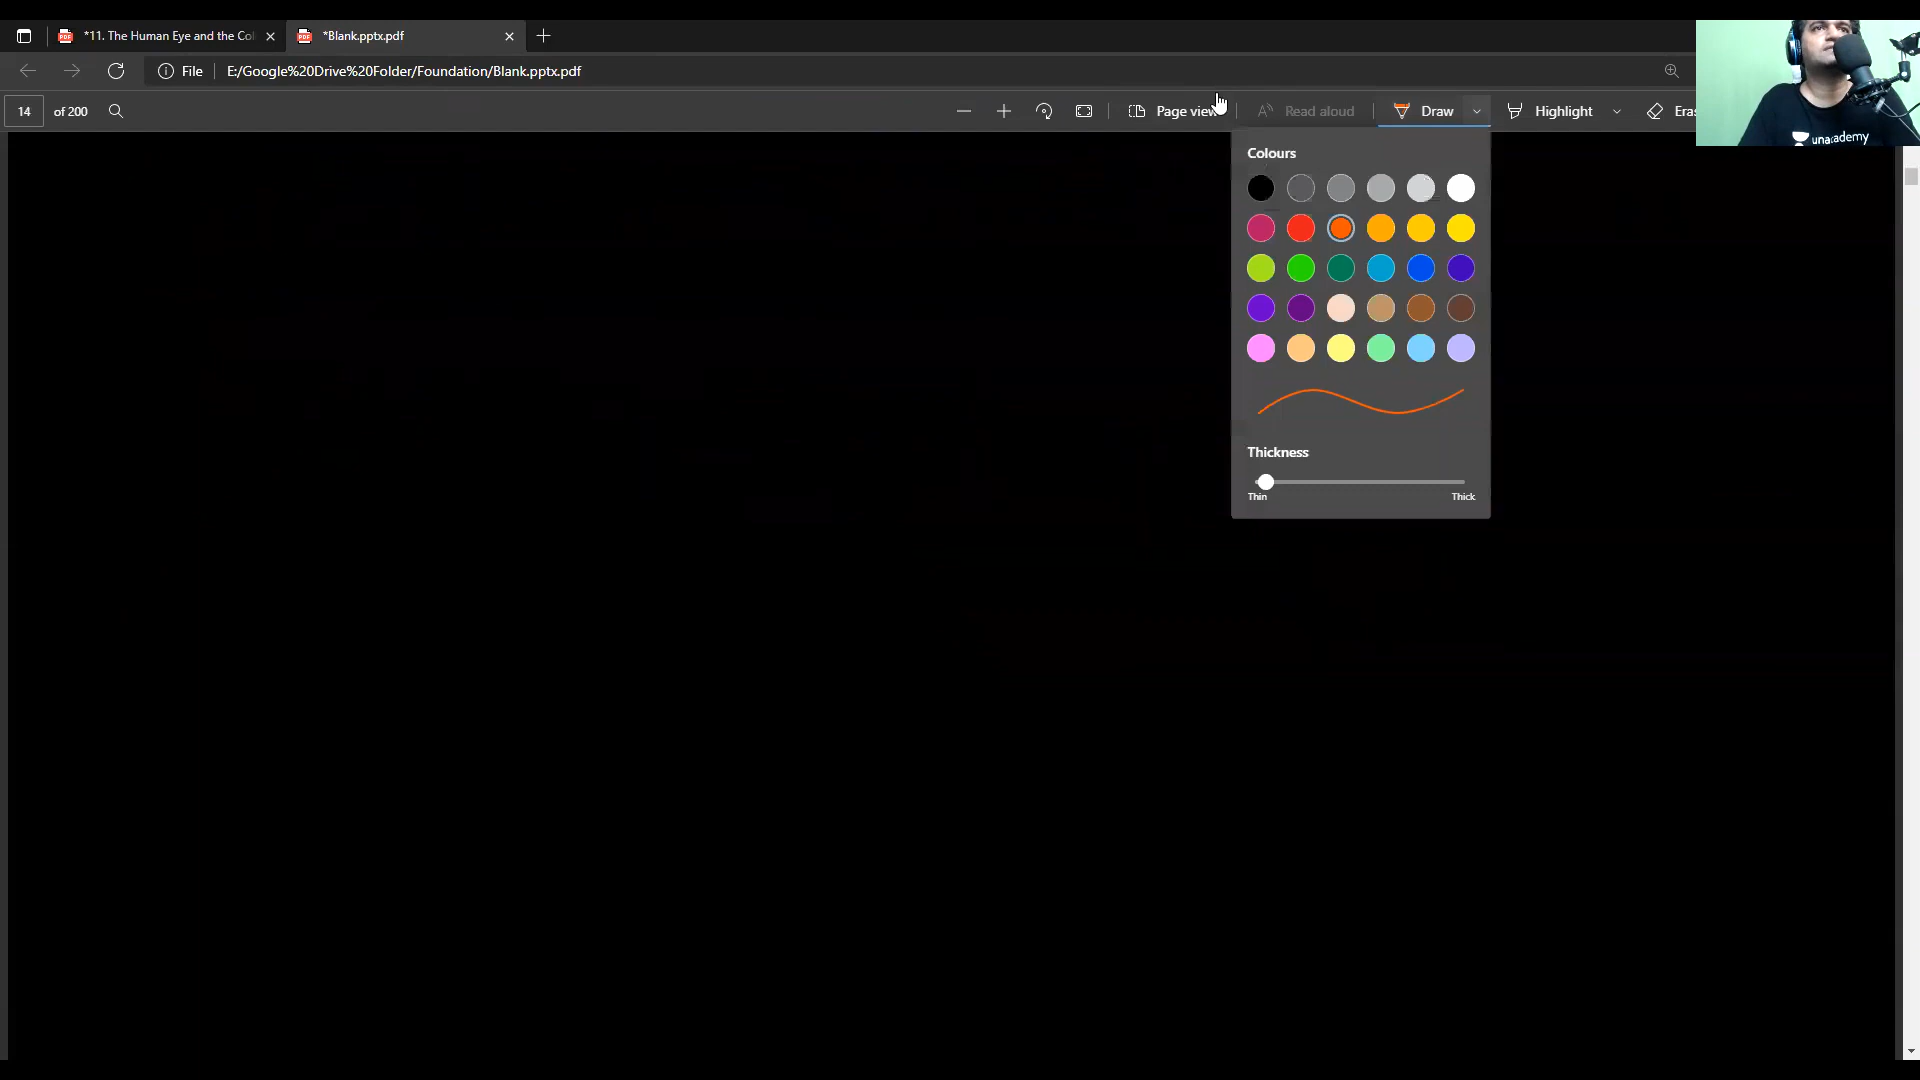 *11. The Human Eye and the Col
*Blank.pptx.pdf
File
E:/Google%20Drive%20Folder/Foundation/Blank.pptx.pdf
14 of 200
Page view
Read aloud
Draw
Highlight
Eras
unacademy
Colours
Thickness
Thin
Thick